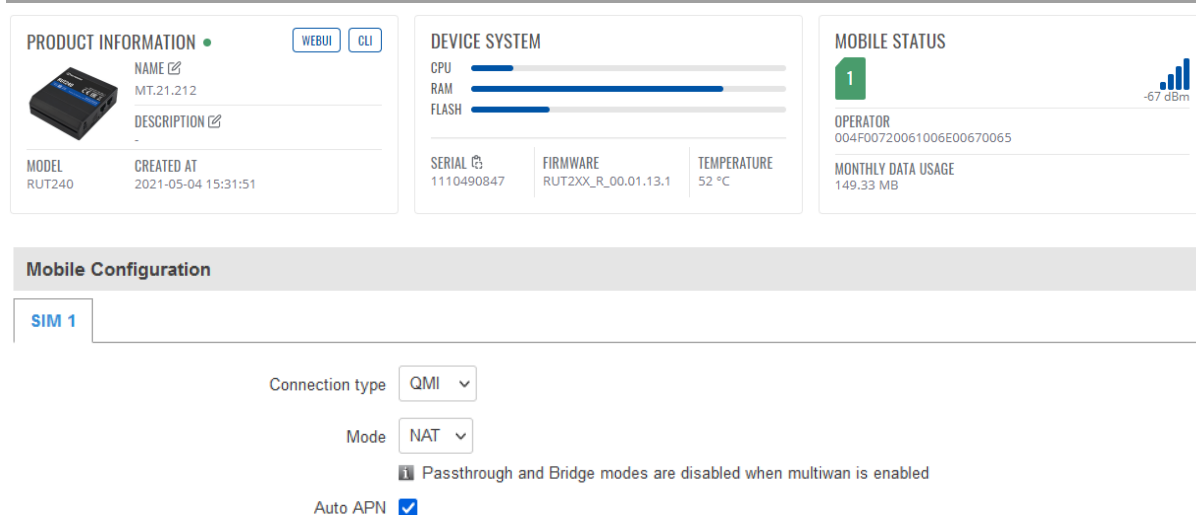 PRODUCT INFORMATION
WEBUI
CLI
NAME
MT.21.212
DESCRIPTION
-
MODEL
RUT240
CREATED AT
2021-05-04 15:31:51
DEVICE SYSTEM
CPU
RAM
FLASH
SERIAL
1110490847
FIRMWARE
RUT2XX_R_00.01.13.1
TEMPERATURE
52 °C
MOBILE STATUS
1
-67 dBm
OPERATOR
004F00720061006E00670065
MONTHLY DATA USAGE
149.33 MB
Mobile Configuration
SIM 1
Connection type QMI
Mode NAT
Passthrough and Bridge modes are disabled when multiwan is enabled
Auto APN